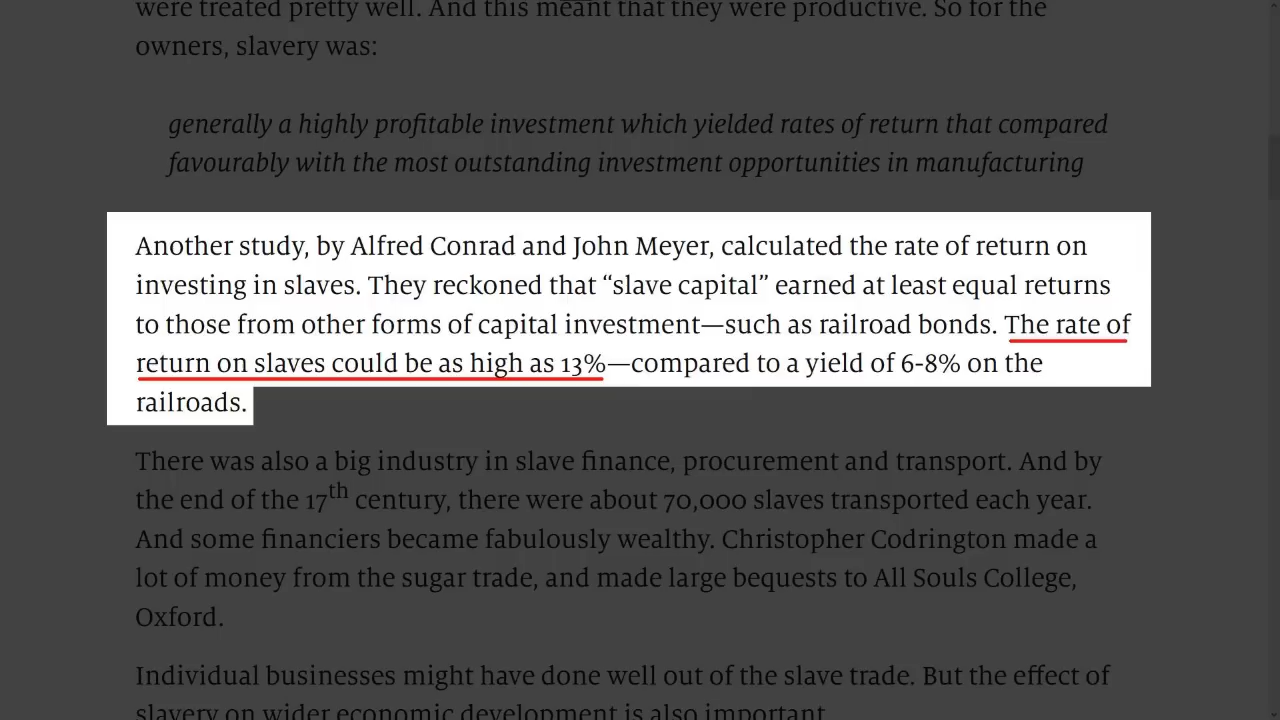 were treated pretty well. And this meant that they were productive. So for the
owners, slavery was:
generally a highly profitable investment which yielded rates of return that compared
favourably with the most outstanding investment opportunities in manufacturing
Another study, by Alfred Conrad and John Meyer, calculated the rate of return on
investing in slaves. They reckoned that “slave capital” earned at least equal returns
to those from other forms of capital investment—such as railroad bonds. The rate of
return on slaves could be as high as 13%—compared to a yield of 6-8% on the
railroads.
There was also a big industry in slave finance, procurement and transport. And by
the end of the 17th century, there were about 70,000 slaves transported each year.
And some financiers became fabulously wealthy. Christopher Codrington made a
lot of money from the sugar trade, and made large bequests to All Souls College,
Oxford.
Individual businesses might have done well out of the slave trade. But the effect of
slavery on wider economic development is also important.